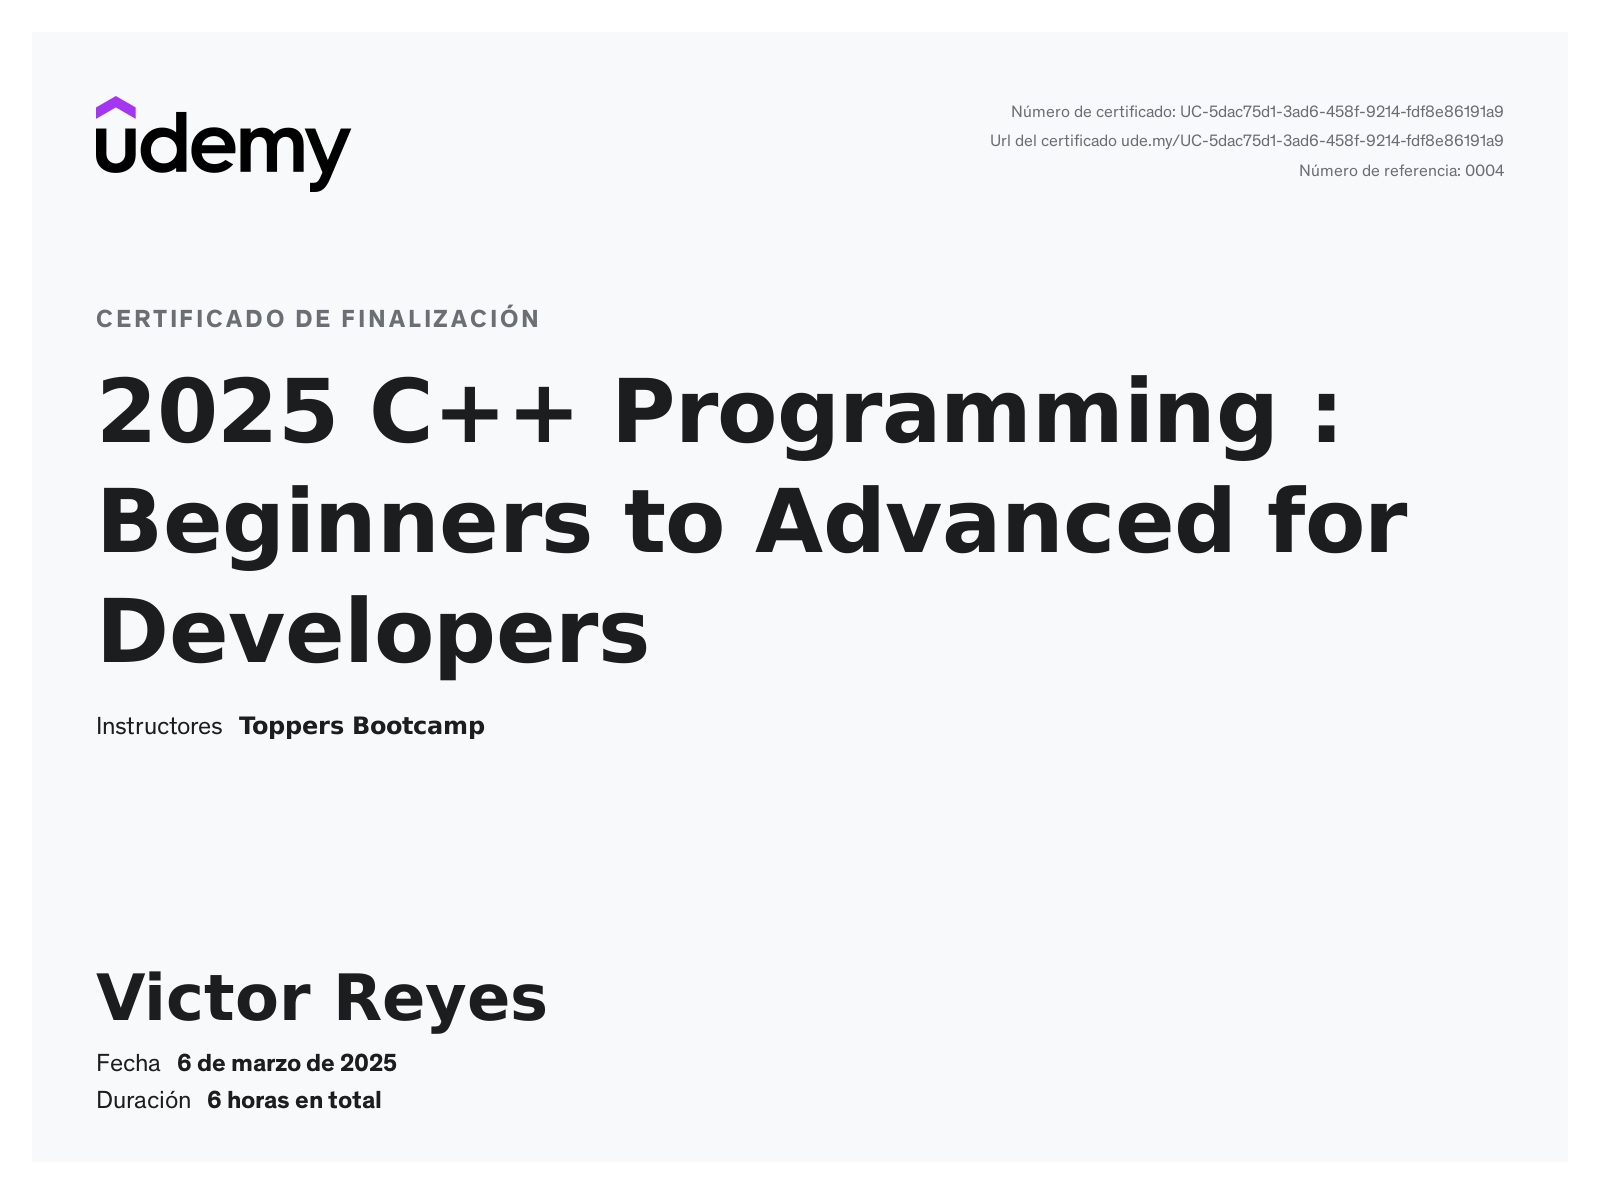 udemy
Número de certificado: UC-5dac75d1-3ad6-458f-9214-fdf8e86191a9
Url del certificado ude.my/UC-5dac75d1-3ad6-458f-9214-fdf8e86191a9
Número de referencia: 0004
CERTIFICADO DE FINALIZACIÓN
2025 C++ Programming :
Beginners to Advanced for
Developers
Instructores Toppers Bootcamp
Victor Reyes
Fecha 6 de marzo de 2025
Duración 6 horas en total